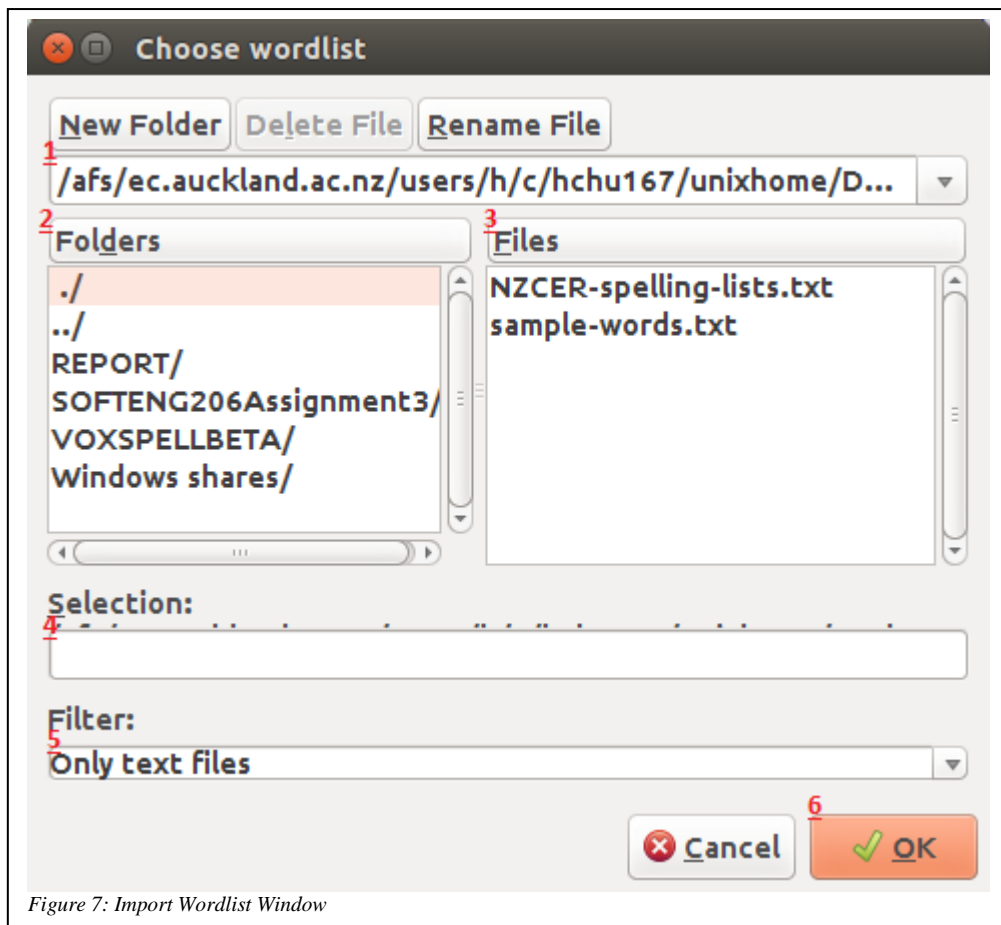 Choose wordlist
New Folder Delete File Rename File
1
/afs/ec.auckland.ac.nz/users/h/c/hchu167/unixhome/D...
2 3
Folders Files
./ NZCER-spelling-lists.txt
../ sample-words.txt
REPORT/
SOFTENG206Assignment3/
VOXSPELLBETA/
Windows shares/
Selection:
4
Filter:
5
Only text files
6
Cancel OK
Figure 7: Import Wordlist Window